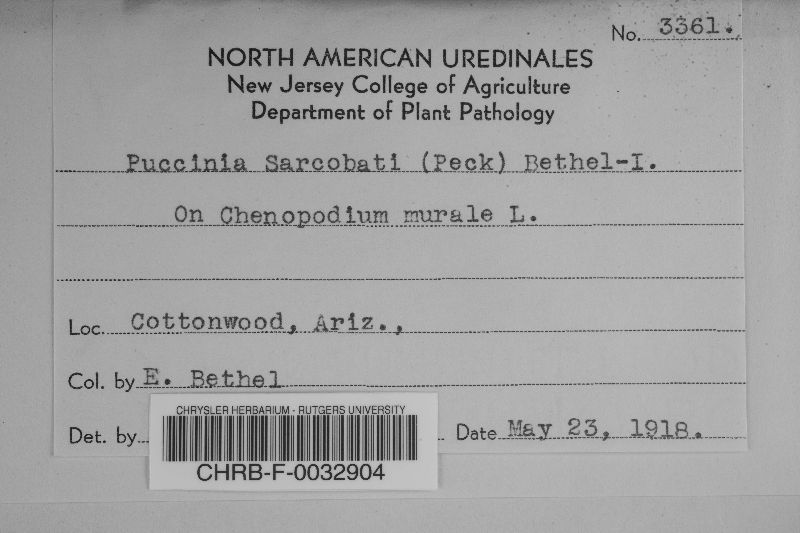 No. 3361.
NORTH AMERICAN UREDINALES
New Jersey College of Agriculture
Department of Plant Pathology
Puccinia Sarcobati (Peck) Bethel-I.
On Chenopodium murale L.
Loc. Cottonwood, Ariz.,
Col. by E. Bethel
Det. by Date May 23, 1918.
CHRYSLER HERBARIUM - RUTGERS UNIVERSITY
CHRB-F-0032904